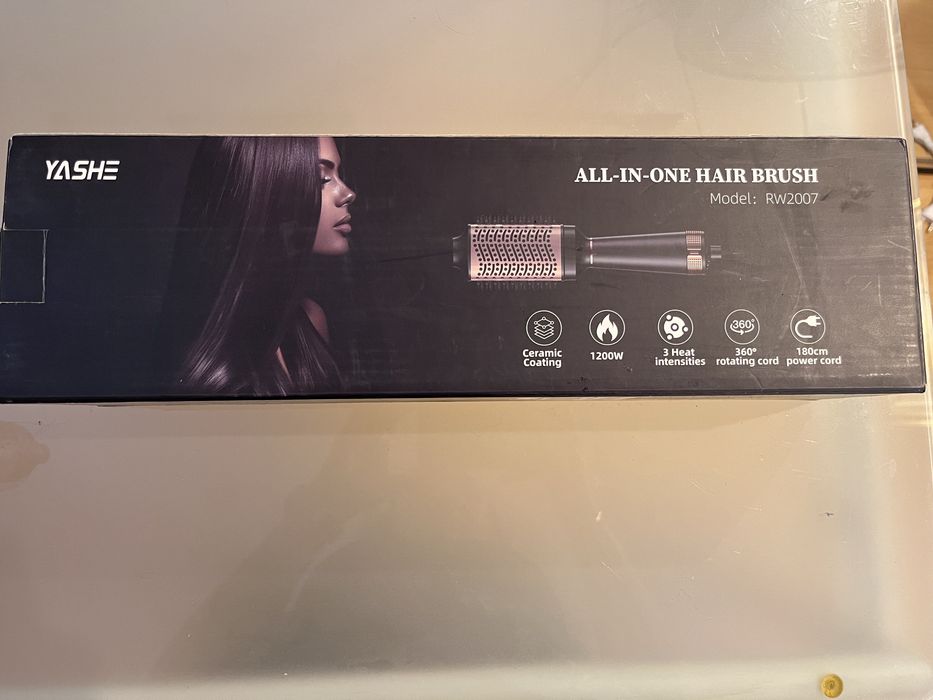 YASHE
ALL-IN-ONE HAIR BRUSH
Model: RW2007
Ceramic
Coating
1200W
3 Heat
intensities
360°
360°
rotating cord
180cm
power cord